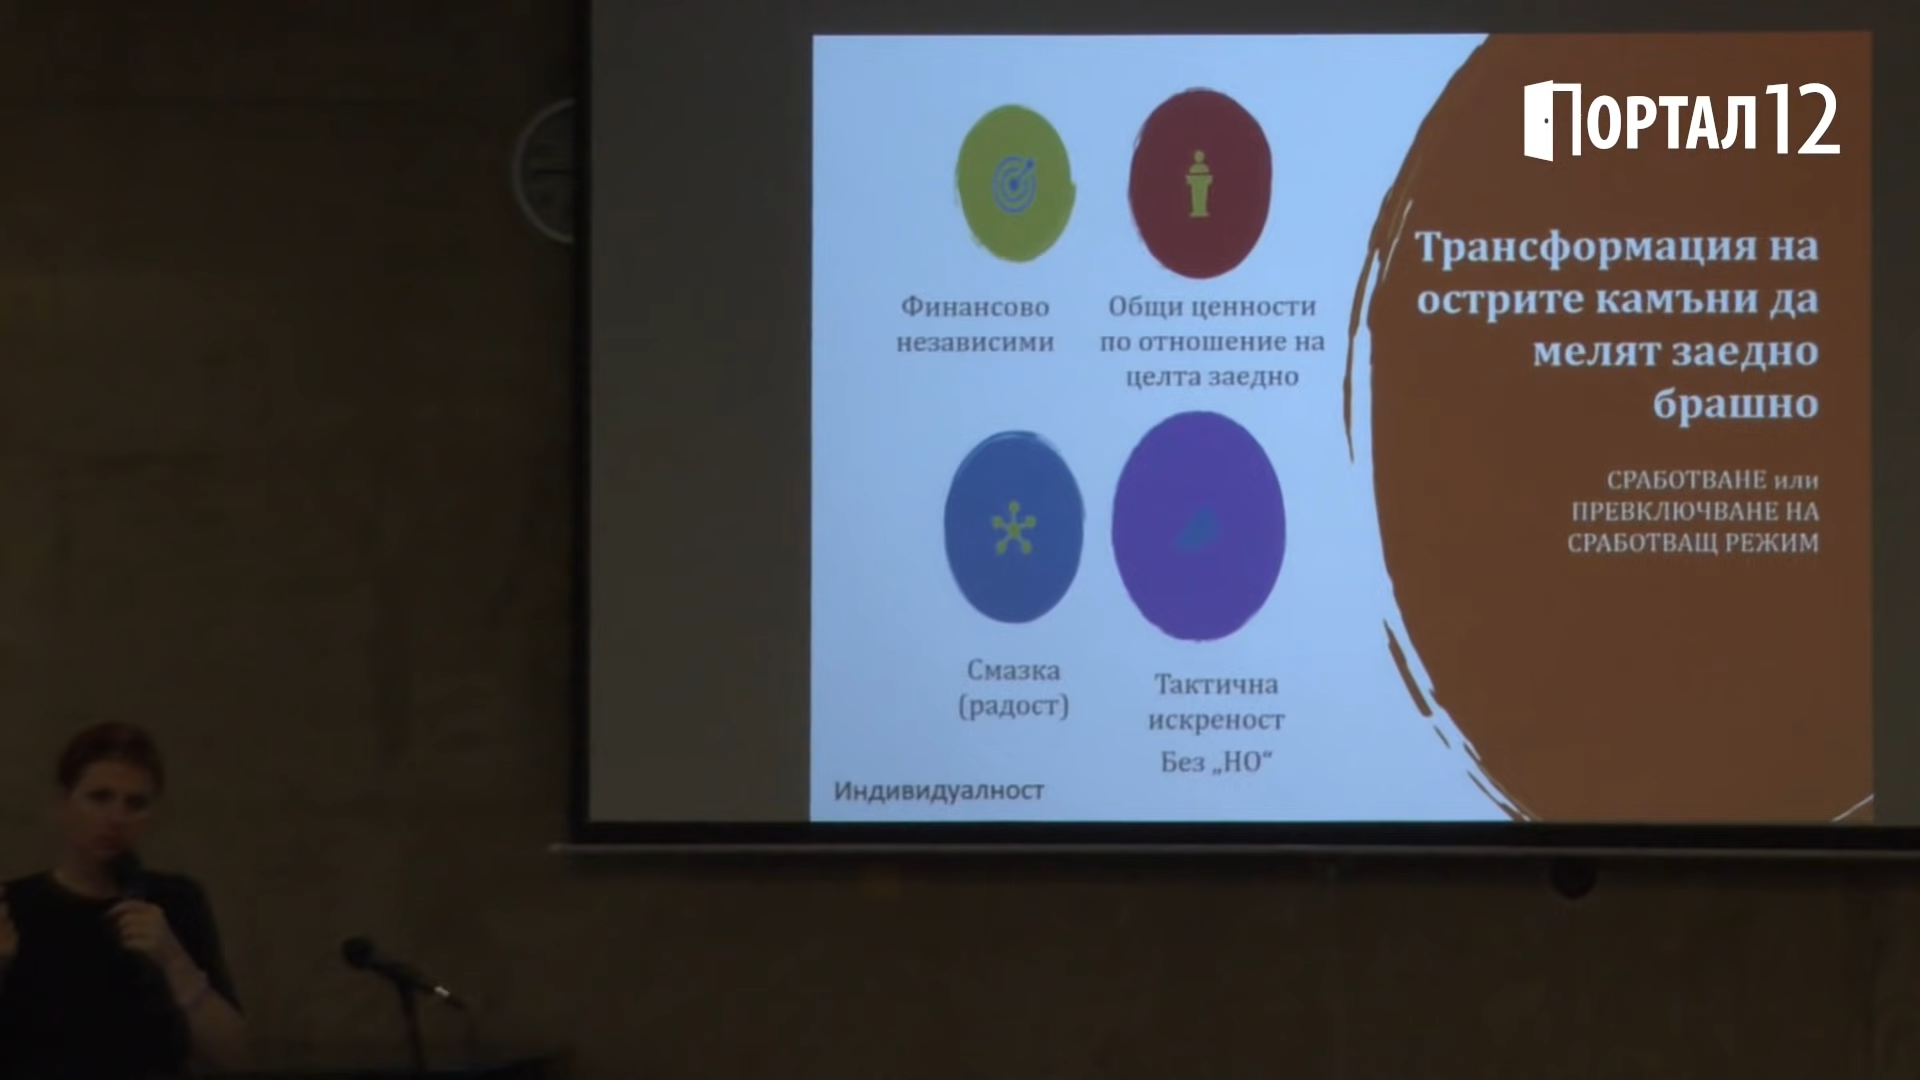 ПОРТАЛ12
Трансформация на
острите камъни да
мелят заедно
брашно
СРАБОТВАНЕ или
ПРЕВКЛЮЧВАНЕ НА
СРАБОТВАЩ РЕЖИМ
Финансово
независими
Общи ценности
по отношение на
целта заедно
Смазка
(радост)
Тактична
искреност
Без „НО“
Индивидуалност